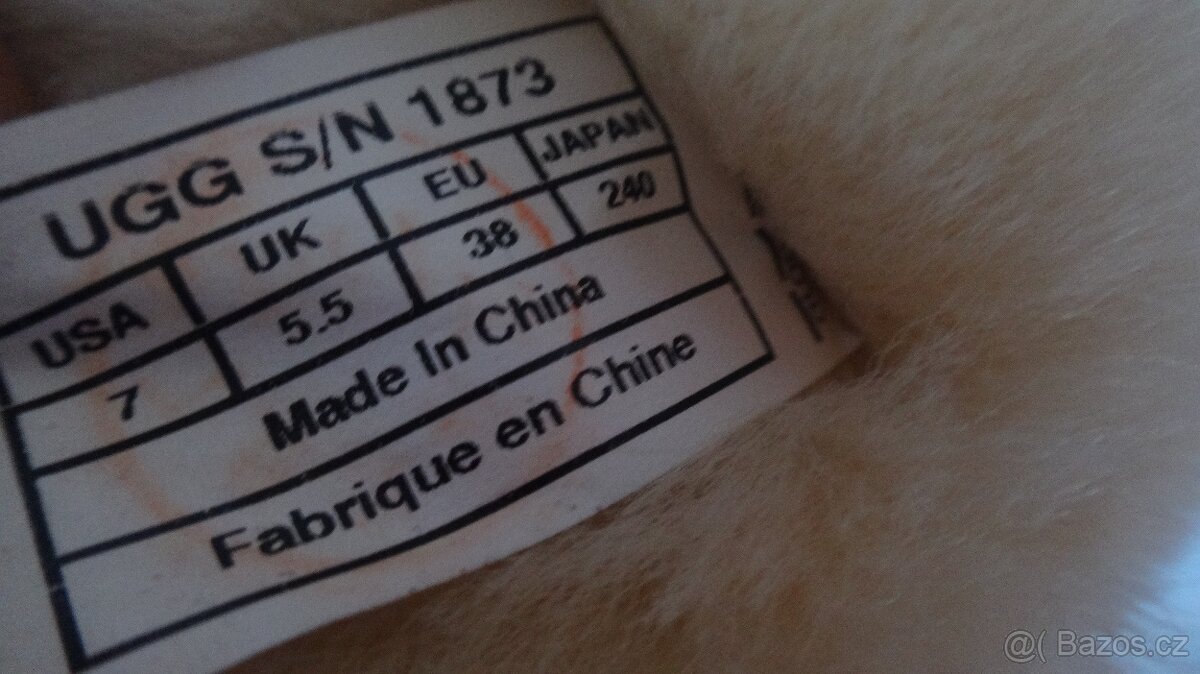 UGG S/N 1873
USA UK EU JAPAN
7 5.5 38 240
Made In China
Fabrique en Chine
@( Bazos.cz